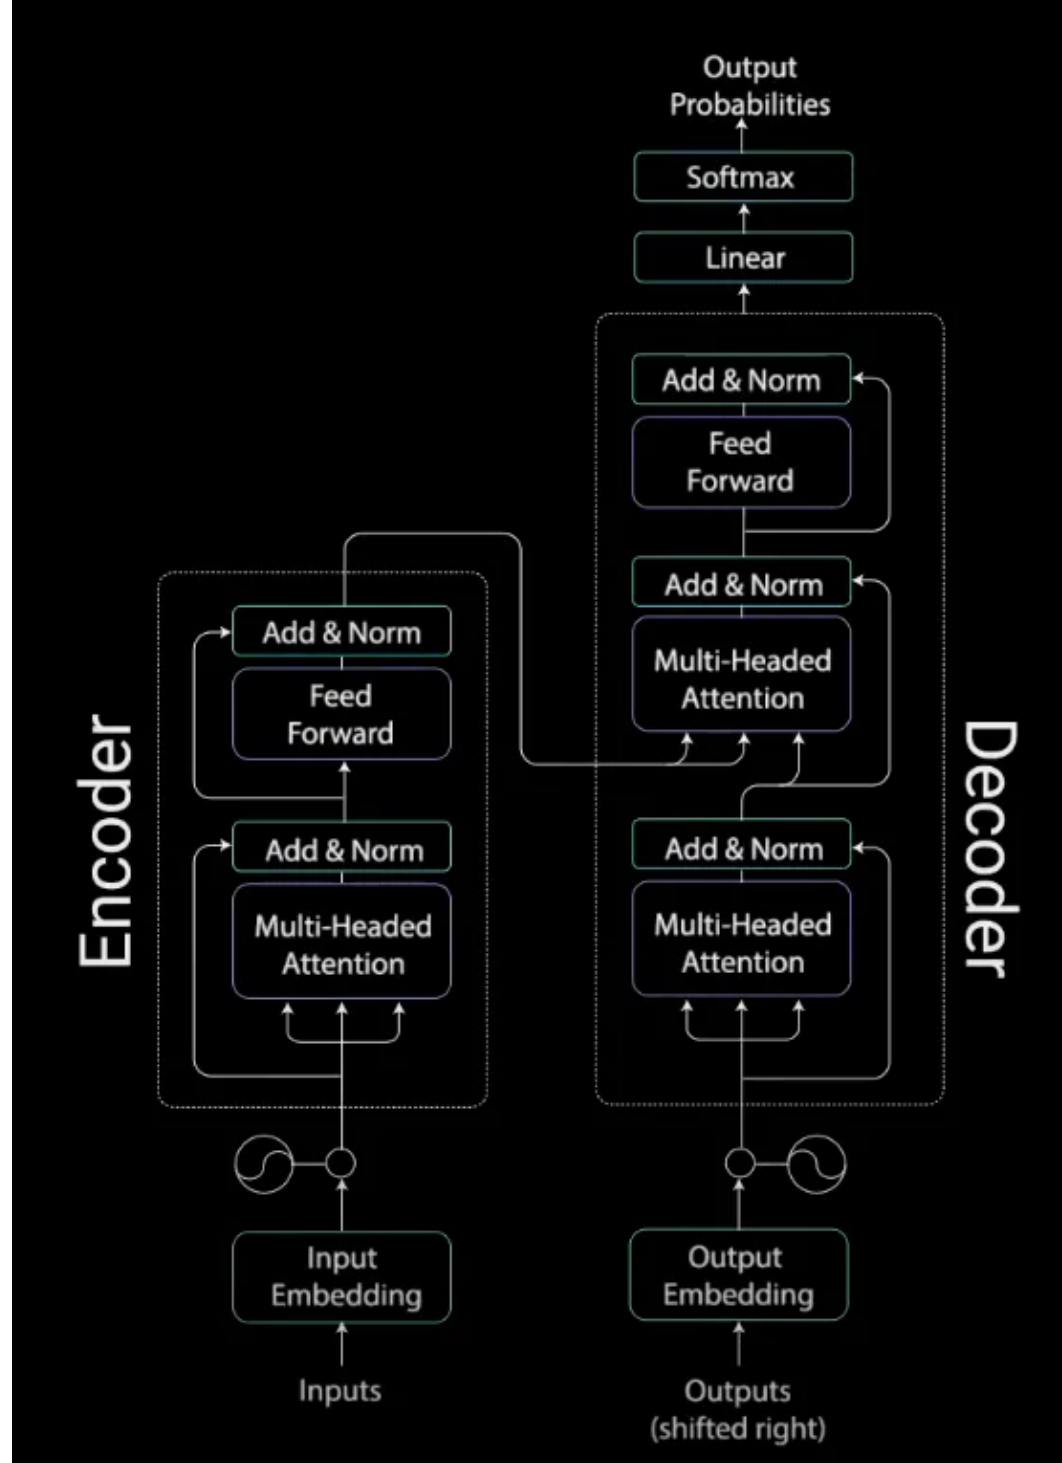 Output
Probabilities
Softmax
Linear
Add & Norm
Feed
Forward
Add & Norm
Multi-Headed
Attention
Add & Norm
Multi-Headed
Attention
Decoder
Output
Embedding
Outputs
(shifted right)
Encoder
Add & Norm
Feed
Forward
Add & Norm
Multi-Headed
Attention
Input
Embedding
Inputs